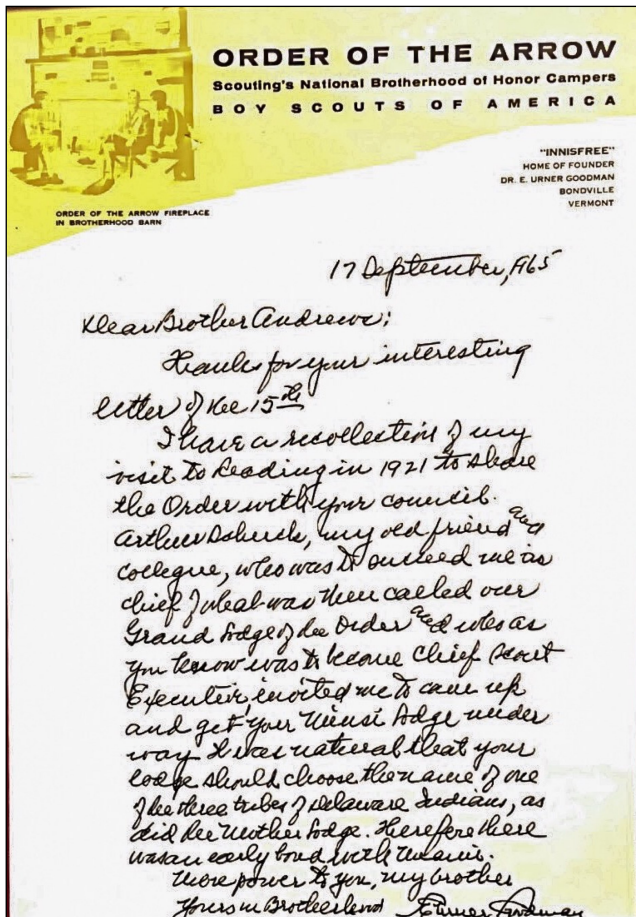 ORDER OF THE ARROW
Scouting's National Brotherhood of Honor Campers
BOY SCOUTS OF AMERICA
"INNISFREE"
HOME OF FOUNDER
DR. E. URNER GOODMAN
BONDVILLE
VERMONT
ORDER OF THE ARROW FIREPLACE
IN BROTHERHOOD BARN
17 September, 1965
Dear Brother Andrews:
Thanks for your interesting
letter of the 15th
I have a recollection of my
visit to Reading in 1921 to share
the Order with your council.
Arthur Schuck, my old friend and
collegue, who was to succeed me as
chief of what was then called our
Grand Lodge of the Order and who as
you know was to become Chief Scout
Executive, invited me to come up
and get your Minsi Lodge under
way. It was natural that your
lodge should choose the name of one
of the three tribes of Delaware Indians, as
did the Mother Lodge. Therefore there
was an early bond with Unami.
More power to you, my brother
Yours in Brotherhood E Urner Goodman